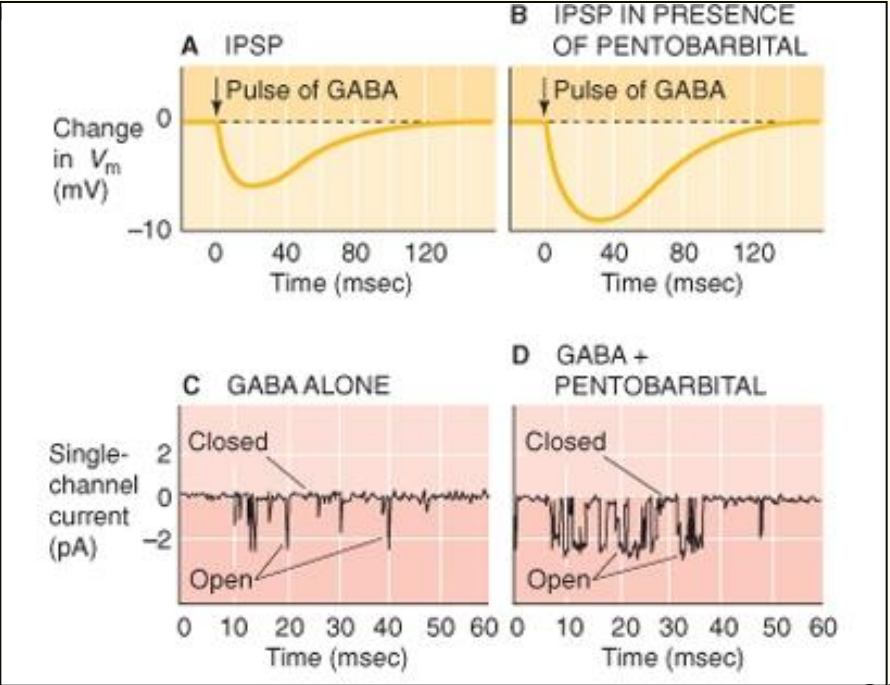 A IPSP
B IPSP IN PRESENCE
OF PENTOBARBITAL
Pulse of GABA
Pulse of GABA
Change
in Vm
(mV)
0
–10
0 40 80 120
Time (msec)
0 40 80 120
Time (msec)
C GABA ALONE
D GABA +
PENTOBARBITAL
Single-
channel
current
(pA)
2
0
–2
Closed
Open
Closed
Open
0 10 20 30 40 50 60
Time (msec)
0 10 20 30 40 50 60
Time (msec)